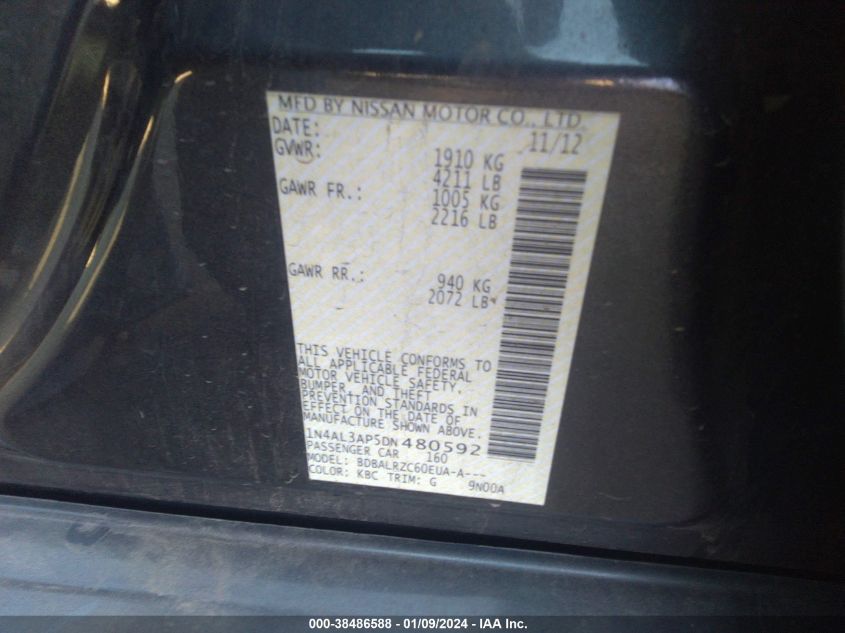 MFD BY NISSAN MOTOR CO., LTD.
DATE: 11/12
GVWR: 1910 KG
4211 LB
GAWR FR.: 1005 KG
2216 LB
GAWR RR.: 940 KG
2072 LB*
THIS VEHICLE CONFORMS TO
ALL APPLICABLE FEDERAL
MOTOR VEHICLE SAFETY,
BUMPER, AND THEFT
PREVENTION STANDARDS IN
EFFECT ON THE DATE OF
MANUFACTURE SHOWN ABOVE.
1N4AL3AP5DN480592
PASSENGER CAR 160
MODEL: BDBALRZC60EUA-A---
COLOR: KBC TRIM: G 9N00A
000-38486588 - 01/09/2024 - IAA Inc.